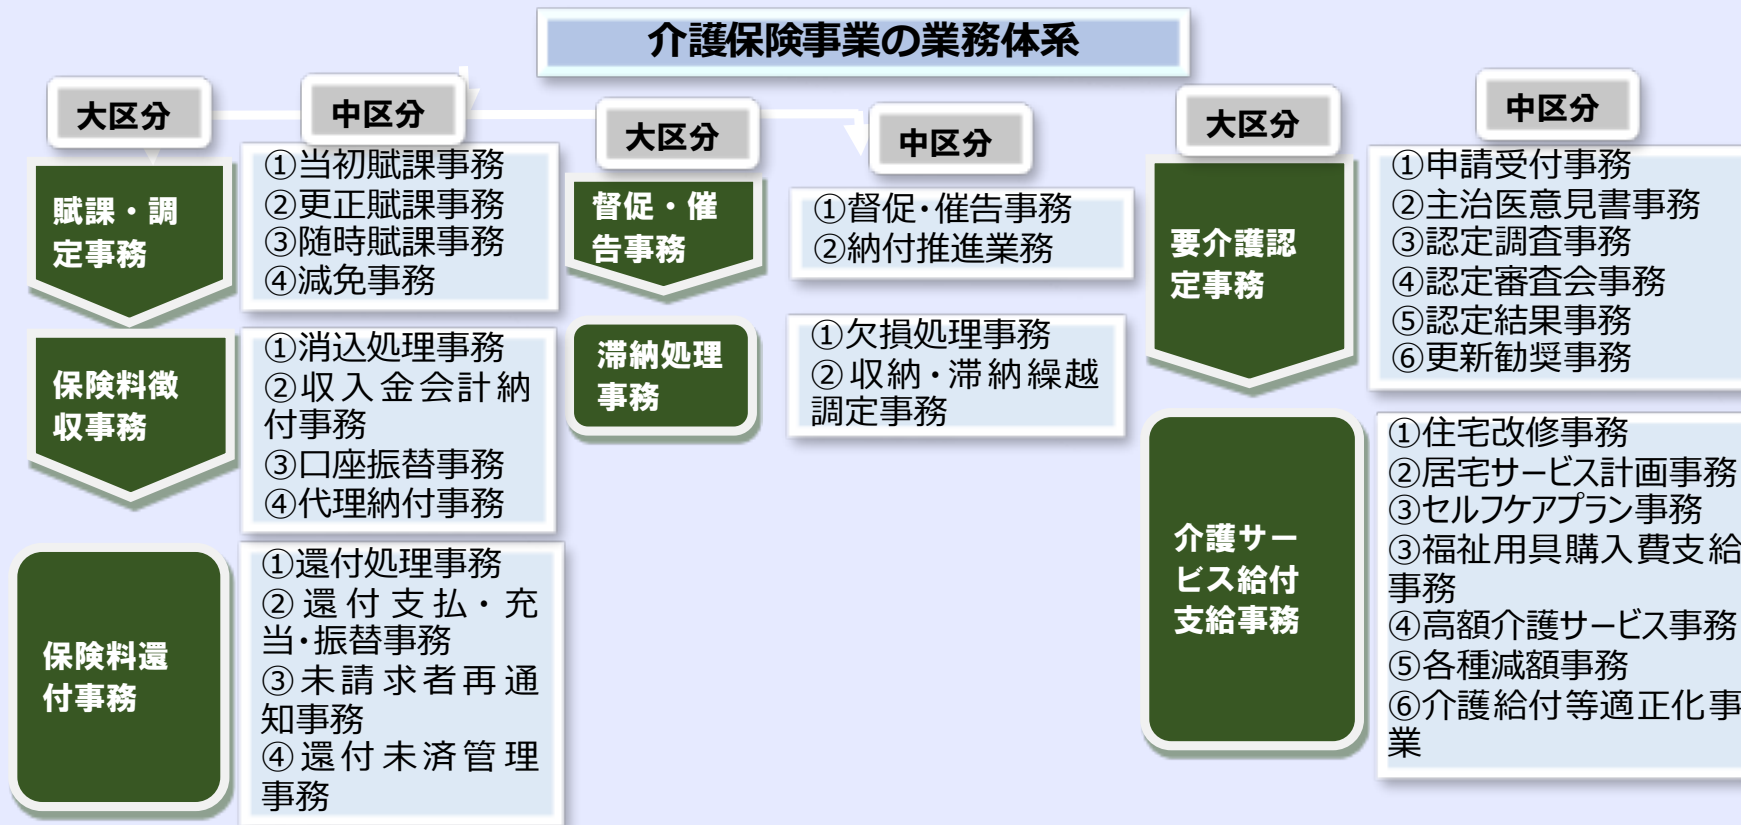 介護保険事業の業務体系
大区分
中区分
賦課・調
定事務
①当初賦課事務
②更正賦課事務
③随時賦課事務
④減免事務
保険料徴
収事務
①消込処理事務
②収入金会計納
付事務
③口座振替事務
④代理納付事務
保険料還
付事務
①還付処理事務
②還付支払・充
当・振替事務
③未請求者再通
知事務
④還付未済管理
事務
大区分
中区分
督促・催
告事務
①督促・催告事務
②納付推進業務
滞納処理
事務
①欠損処理事務
②収納・滞納繰越
調定事務
大区分
中区分
要介護認
定事務
①申請受付事務
②主治医意見書事務
③認定調査事務
④認定審査会事務
⑤認定結果事務
⑥更新勧奨事務
介護サー
ビス給付
支給事務
①住宅改修事務
②居宅サービス計画事務
③セルフケアプラン事務
③福祉用具購入費支給
事務
④高額介護サービス事務
⑤各種減額事務
⑥介護給付等適正化事
業